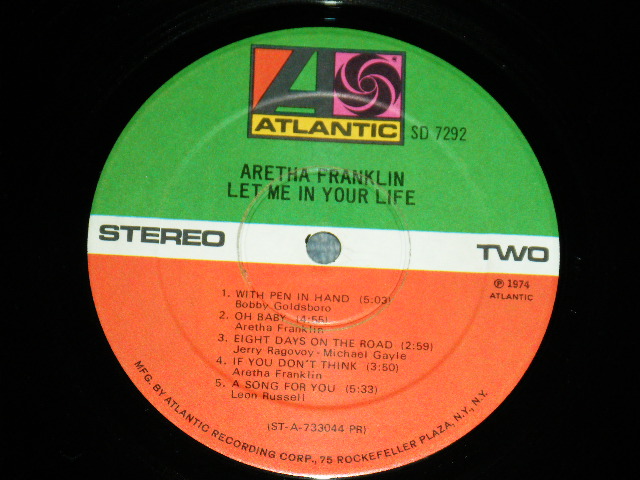 ATLANTIC
SD 7292
ARETHA FRANKLIN
LET ME IN YOUR LIFE
STEREO
TWO
℗ 1974
ATLANTIC
1. WITH PEN IN HAND (5:03)
Bobby Goldsboro
2. OH BABY (4:55)
Aretha Franklin
3. EIGHT DAYS ON THE ROAD (2:59)
Jerry Ragovoy - Michael Gayle
4. IF YOU DON'T THINK (3:50)
Aretha Franklin
5. A SONG FOR YOU (5:33)
Leon Russell
(ST-A-733044 PR)
MFG. BY ATLANTIC RECORDING CORP., 75 ROCKEFELLER PLAZA, N.Y., N.Y.